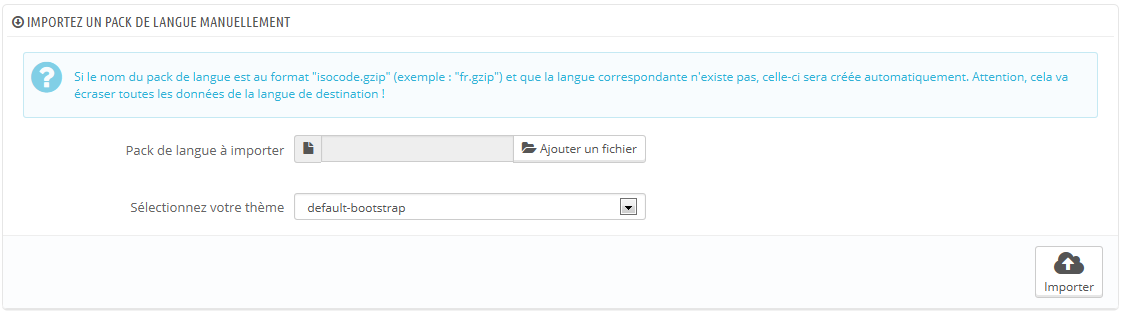 IMPORTEZ UN PACK DE LANGUE MANUELLEMENT
Si le nom du pack de langue est au format "isocode.gzip" (exemple : "fr.gzip") et que la langue correspondante n'existe pas, celle-ci sera créée automatiquement. Attention, cela va
écraser toutes les données de la langue de destination !
Pack de langue à importer
Ajouter un fichier
Sélectionnez votre thème
default-bootstrap
Importer